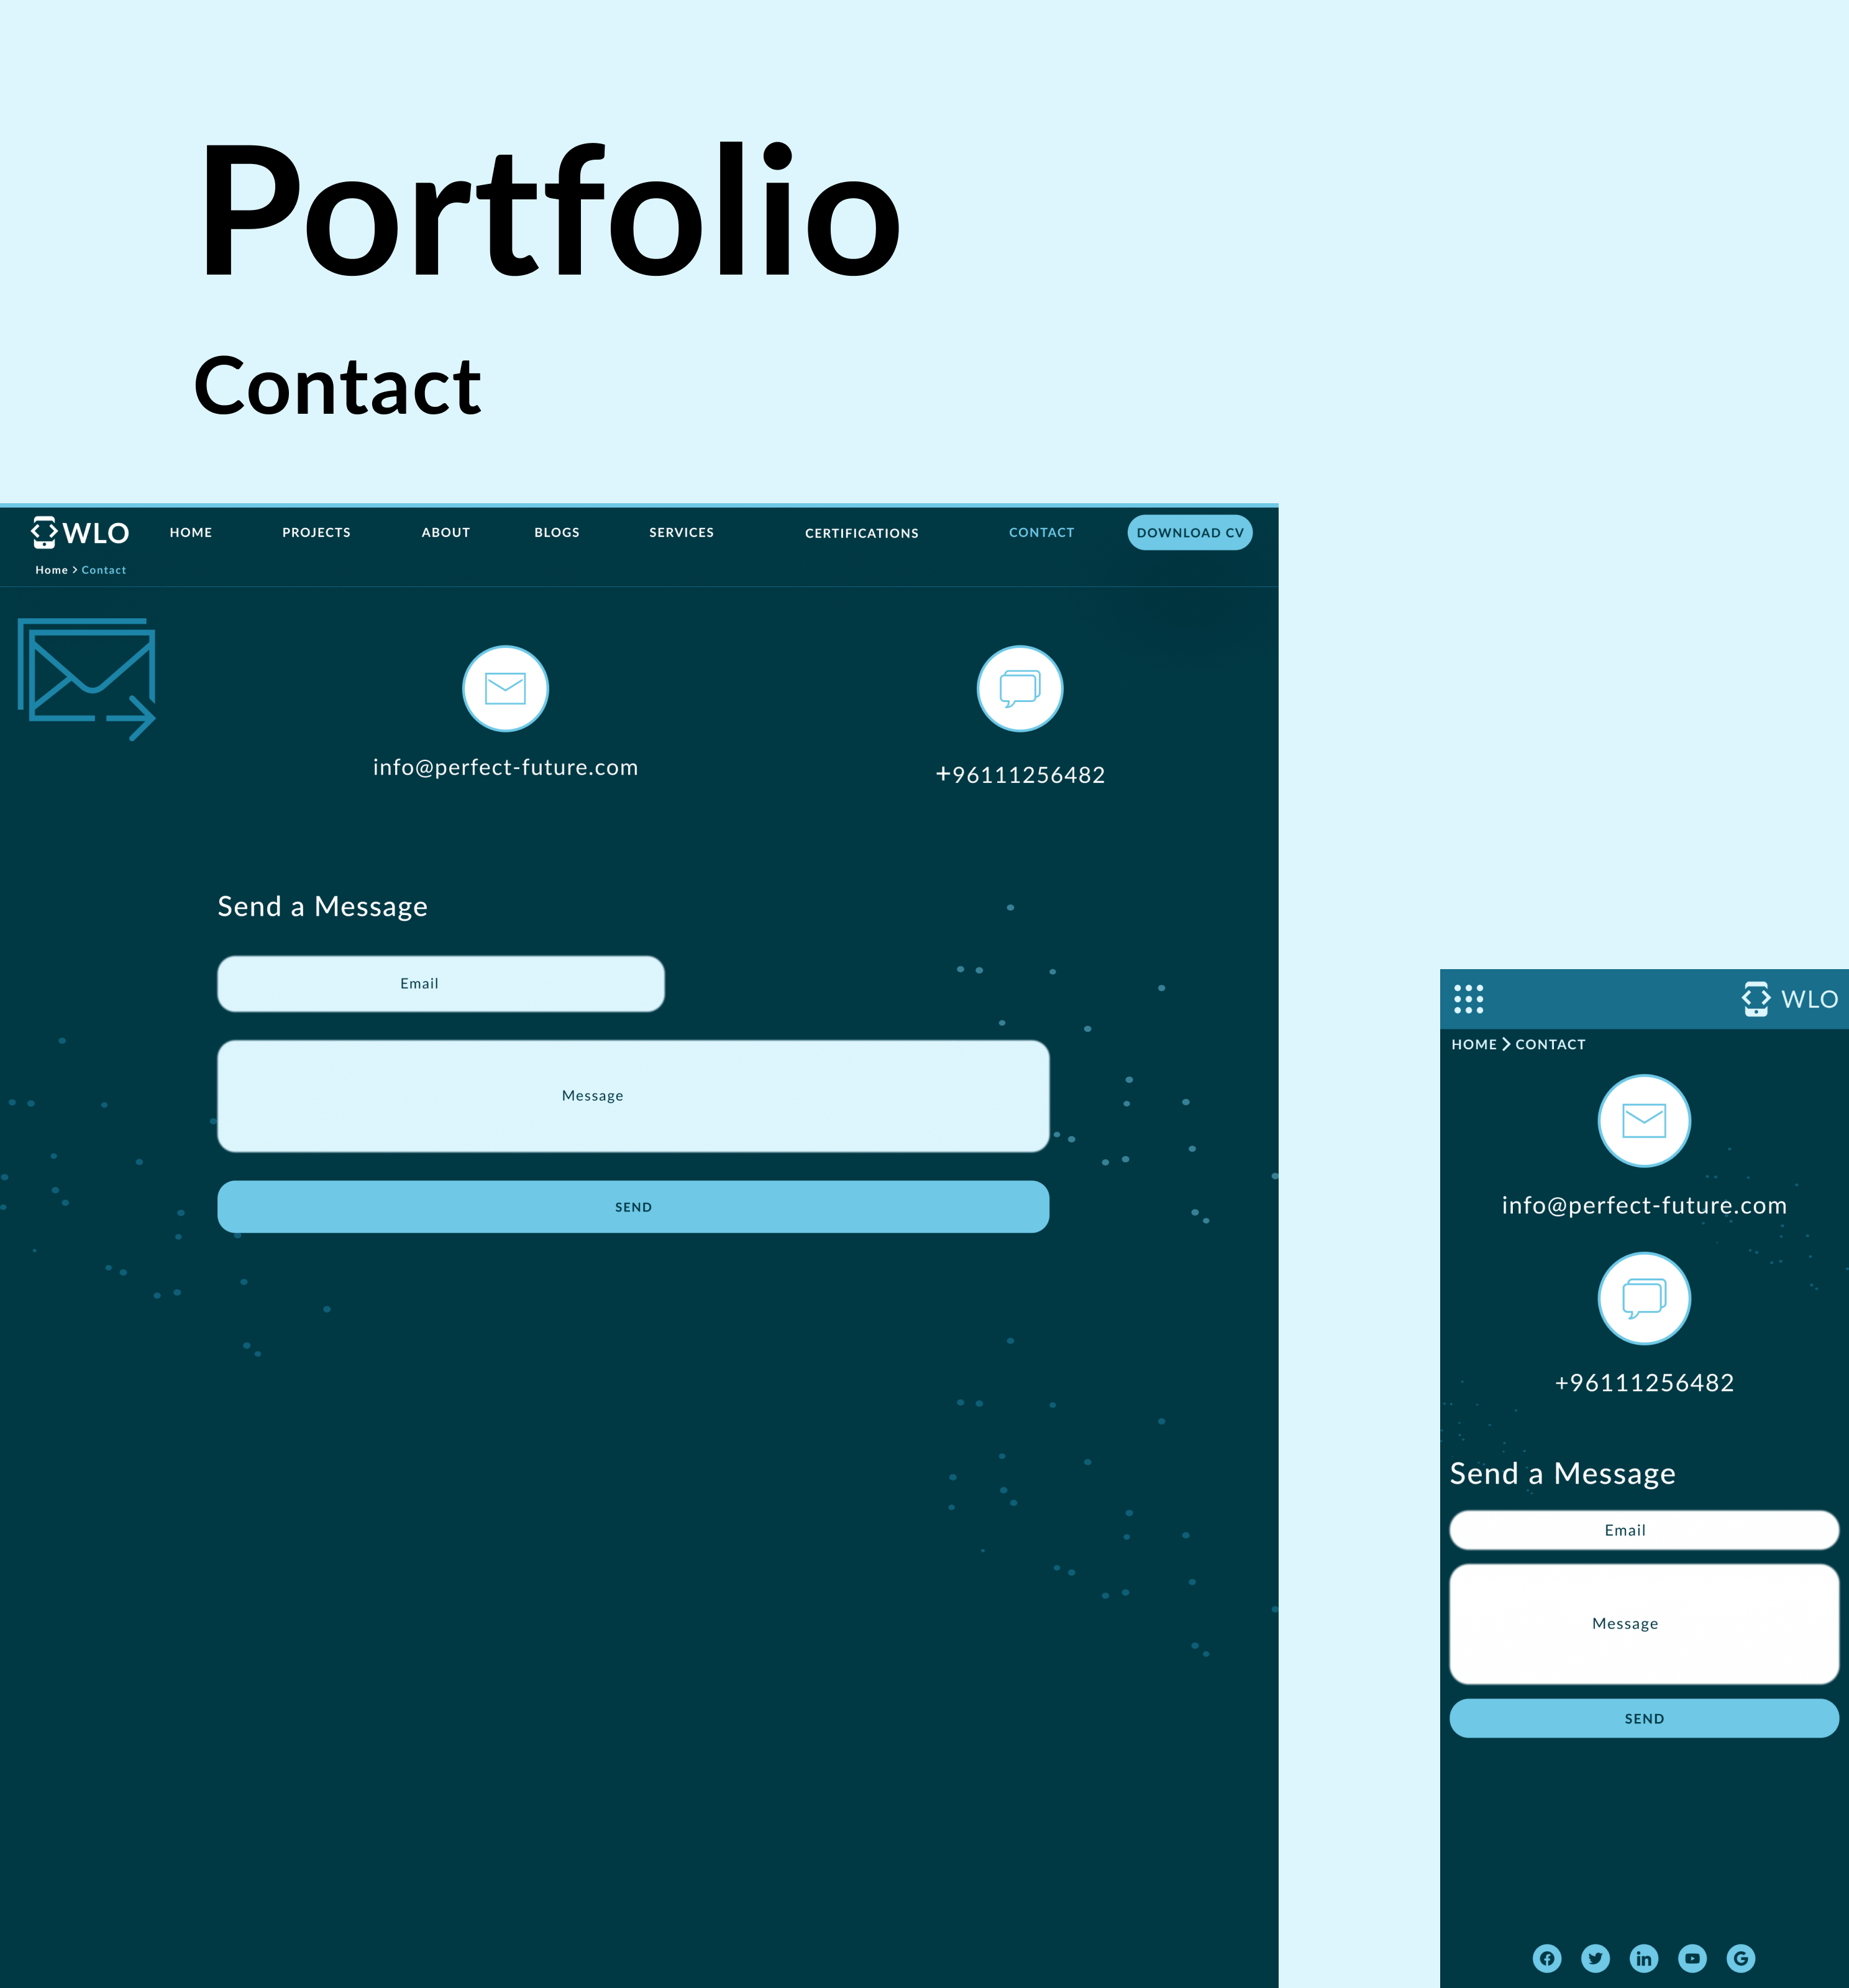 Portfolio
Contact
WLO HOME PROJECTS ABOUT BLOGS SERVICES CERTIFICATIONS CONTACT DOWNLOAD CV
Home > Contact
info@perfect-future.com
+96111256482
Send a Message
Email
Message
SEND
WLO
HOME > CONTACT
info@perfect-future.com
+96111256482
Send a Message
Email
Message
SEND